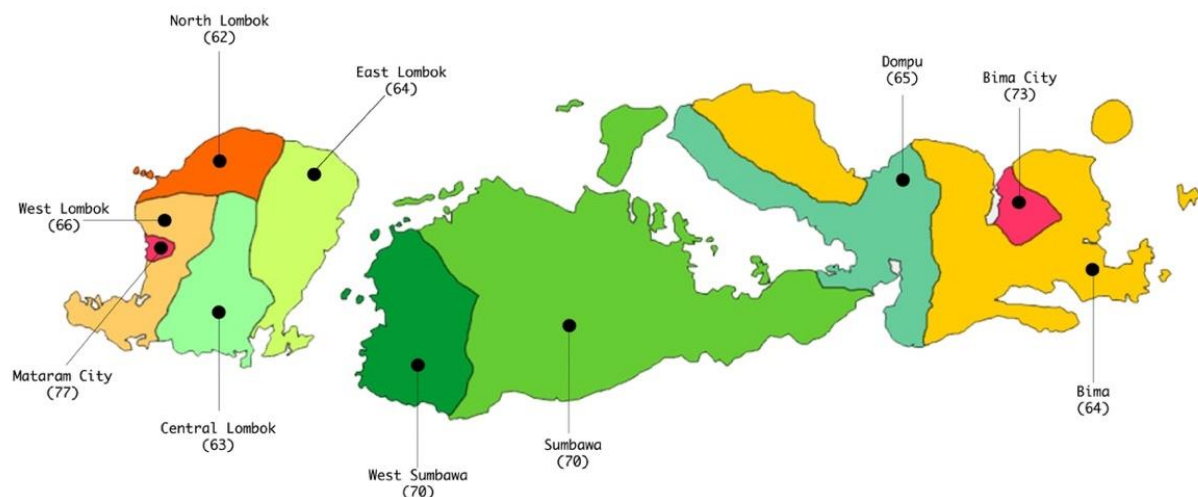 North Lombok
(62)
East Lombok
(64)
Dompu
(65)
Bima City
(73)
West Lombok
(66)
Mataram City
(77)
Central Lombok
(63)
West Sumbawa
(70)
Sumbawa
(70)
Bima
(64)